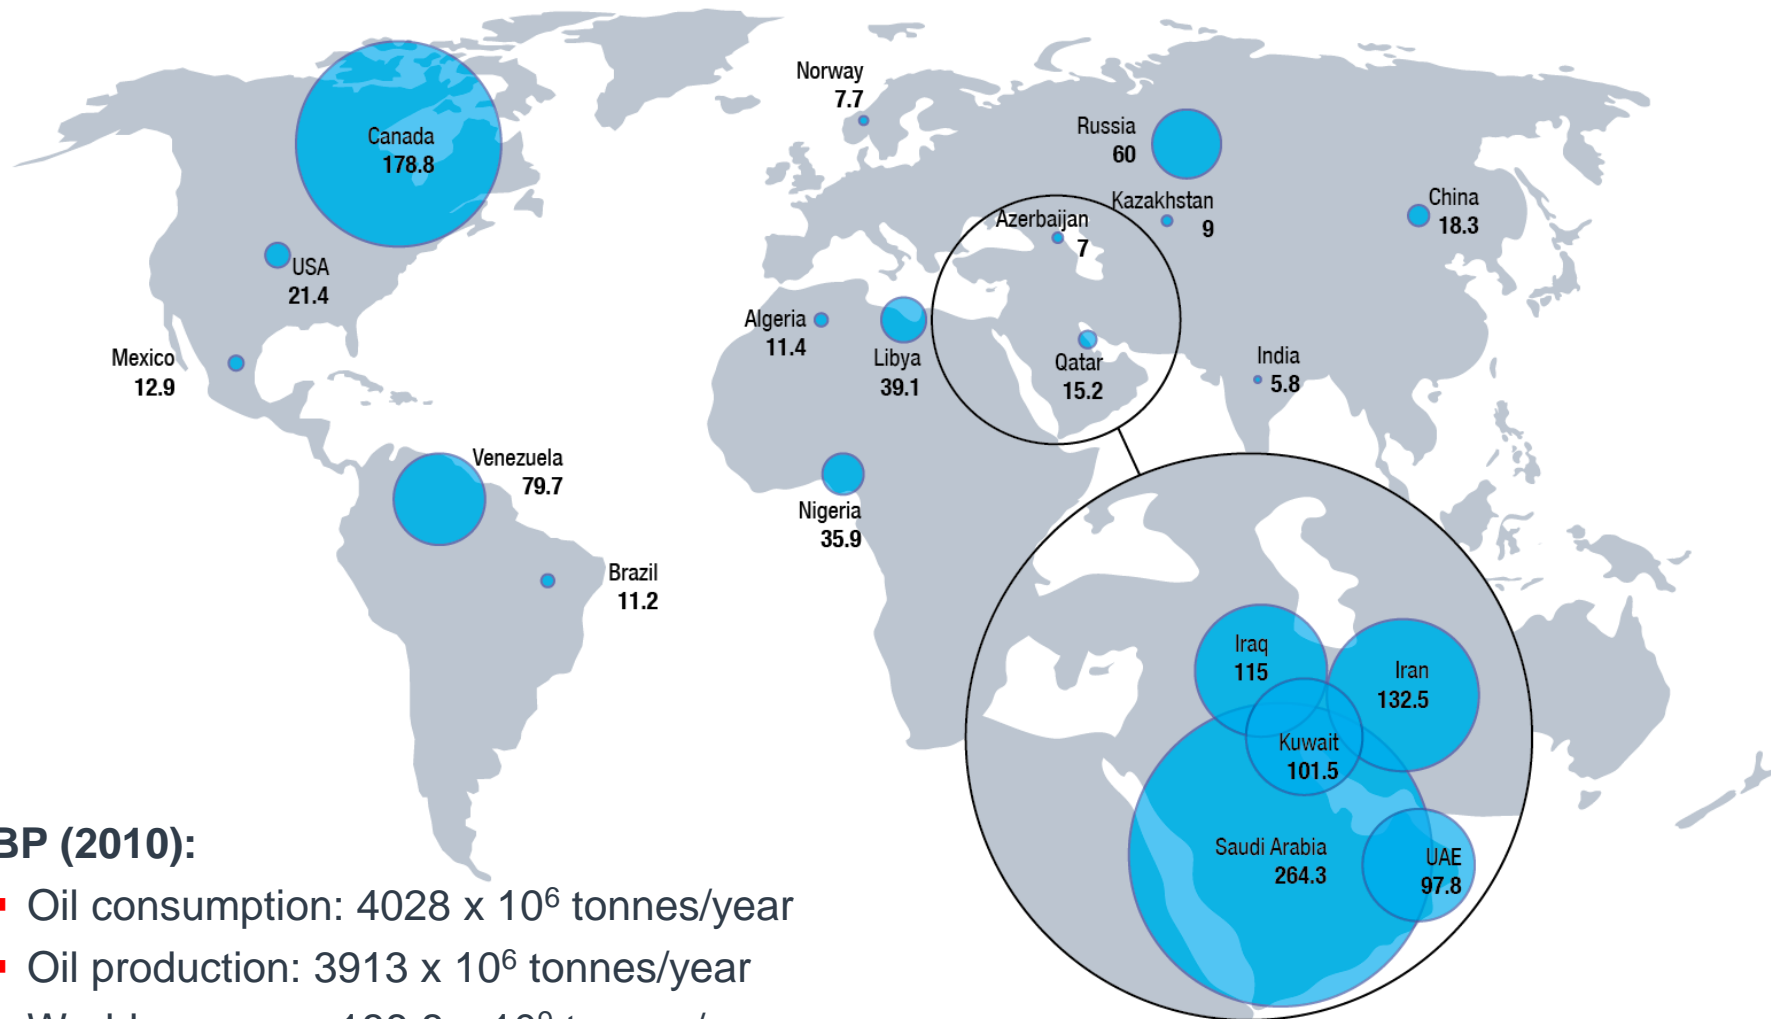 Norway
7.7
Canada
178.8
Russia
60
Kazakhstan
9
China
18.3
Azerbaijan
7
USA
21.4
Algeria
11.4
Libya
39.1
Qatar
15.2
India
5.8
Mexico
12.9
Venezuela
79.7
Nigeria
35.9
Brazil
11.2
Iraq
115
Iran
132.5
Kuwait
101.5
Saudi Arabia
264.3
UAE
97.8
BP (2010):
▪ Oil consumption: 4028 x 10⁶ tonnes/year
▪ Oil production: 3913 x 10⁶ tonnes/year